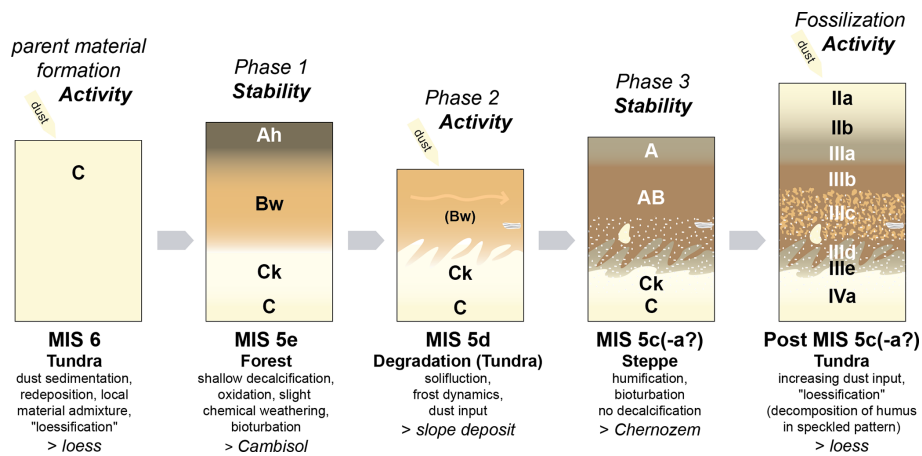 parent material
formation
Activity
dust
C
MIS 6
Tundra
dust sedimentation,
redeposition, local
material admixture,
"loessification"
> loess
Phase 1
Stability
Ah
Bw
Ck
C
MIS 5e
Forest
shallow decalcification,
oxidation, slight
chemical weathering,
bioturbation
> Cambisol
Phase 2
Activity
dust
(Bw)
Ck
C
MIS 5d
Degradation (Tundra)
solifluction,
frost dynamics,
dust input
> slope deposit
Phase 3
Stability
A
AB
Ck
C
MIS 5c(-a?)
Steppe
humification,
bioturbation
no decalcification
> Chernozem
Fossilization
Activity
dust
IIa
IIb
IIIa
IIIb
IIIc
IIId
IIIe
IVa
Post MIS 5c(-a?)
Tundra
increasing dust input,
"loessification"
(decomposition of humus
in speckled pattern)
> loess